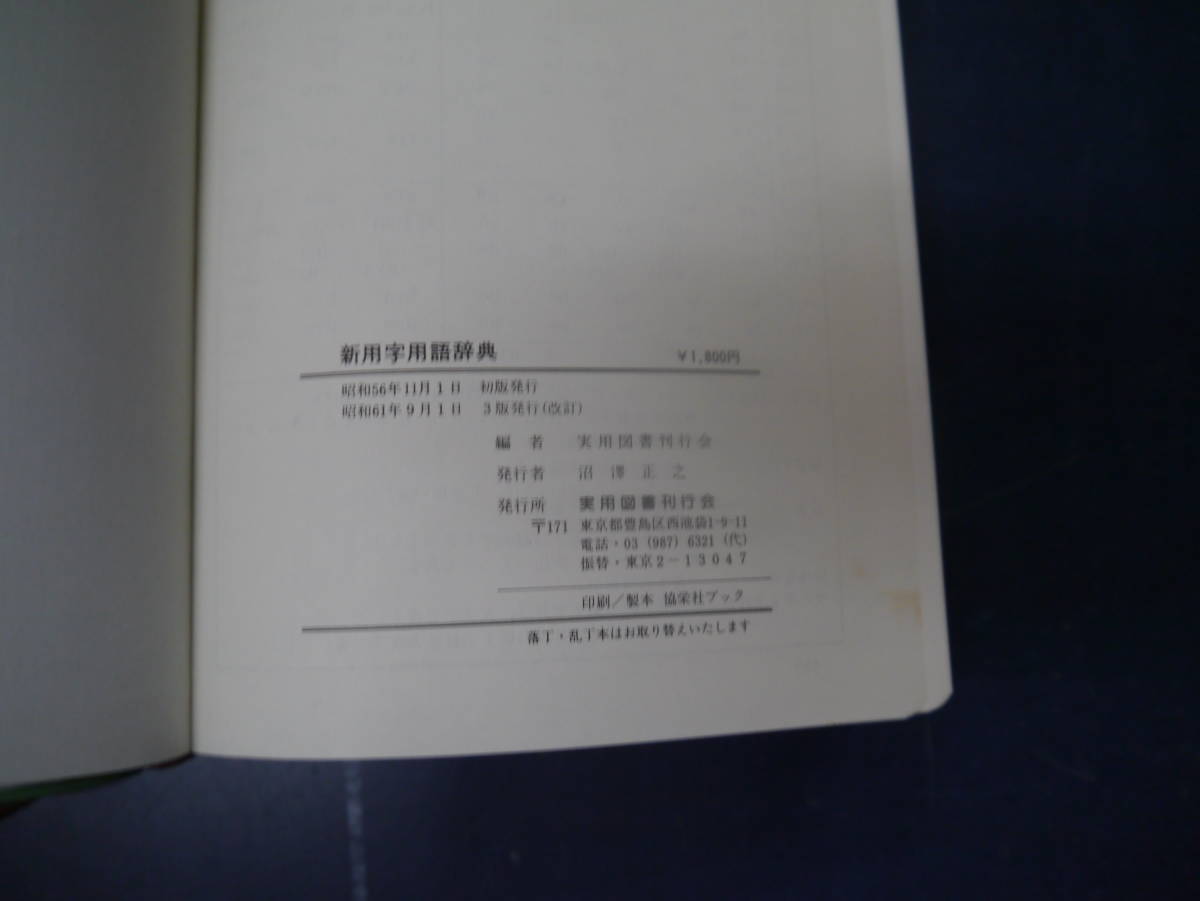 新用字用語辞典 ¥1,800円
昭和56年11月1日 初版発行
昭和61年9月1日 3版発行(改訂)
編者 実用図書刊行会
発行者 沼澤正之
発行所 実用図書刊行会
〒171 東京都豊島区西池袋1-9-11
電話・03(987)6321(代)
振替・東京2-13047
印刷/製本 協栄社ブック
落丁・乱丁本はお取り替えいたします